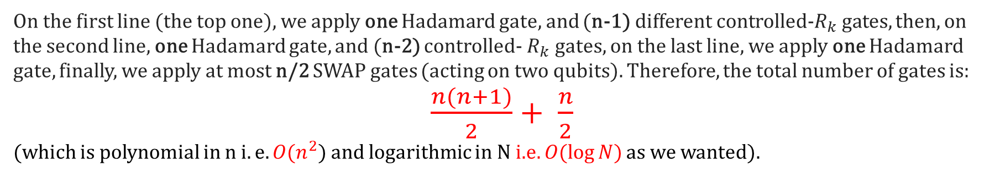 On the first line (the top one), we apply one Hadamard gate, and (n-1) different controlled-R_k gates, then, on
the second line, one Hadamard gate, and (n-2) controlled- R_k gates, on the last line, we apply one Hadamard
gate, finally, we apply at most n/2 SWAP gates (acting on two qubits). Therefore, the total number of gates is:
n(n+1)/2 + n/2
(which is polynomial in n i. e. O(n²) and logarithmic in N i.e. O(log N) as we wanted).